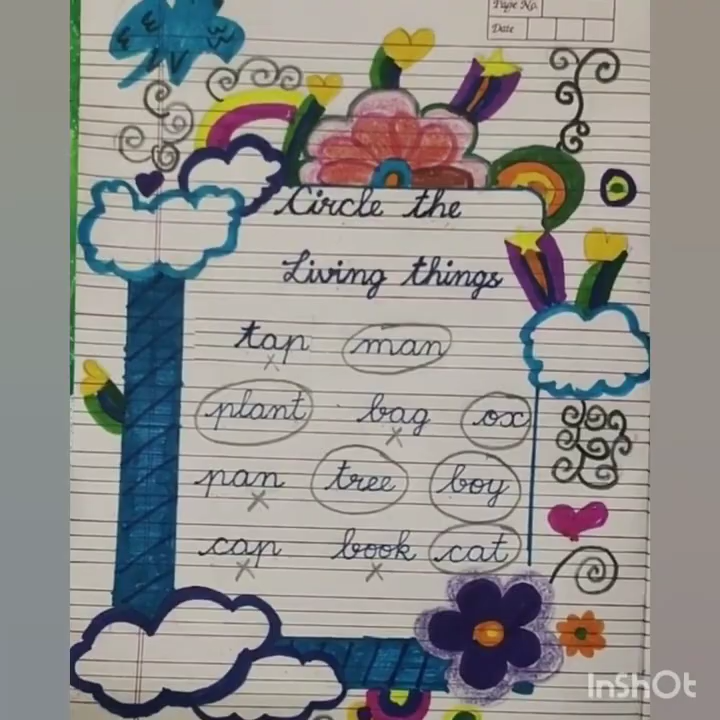 Page No.
Date
Circle the
Living things
tap man
plant bag ox
pan tree boy
cap book cat
InShOt